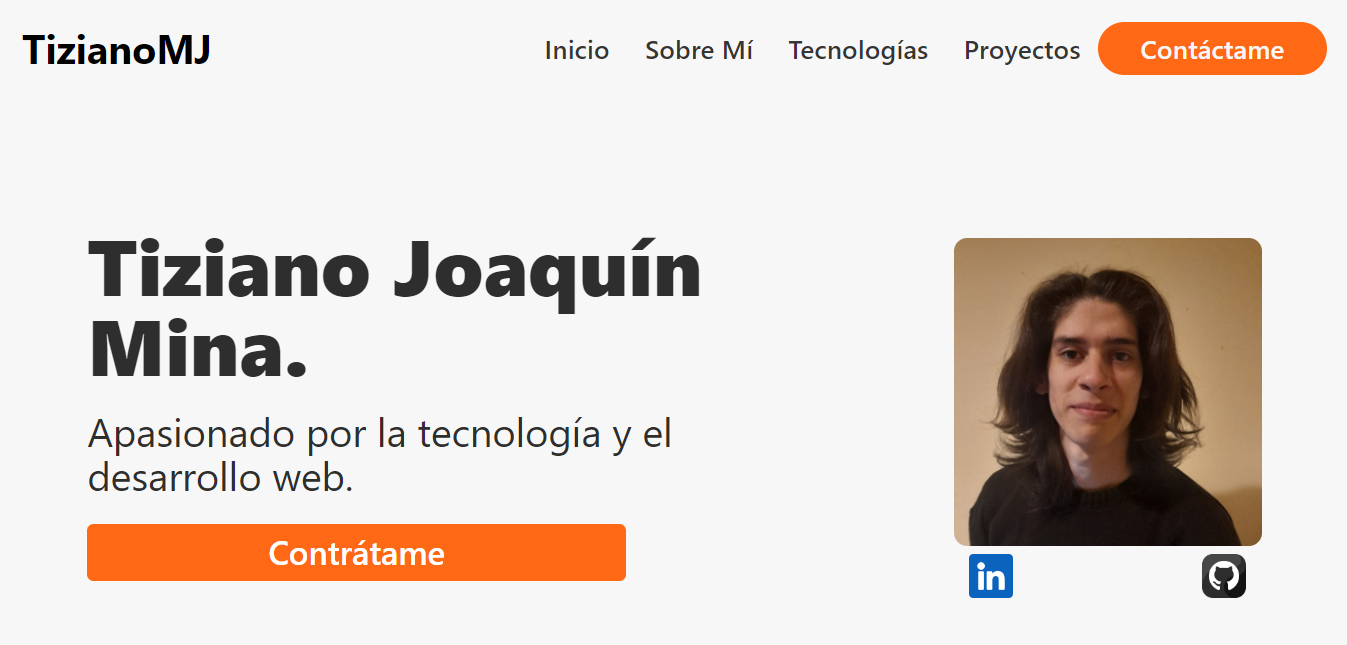 TizianoMJ
Inicio Sobre Mí Tecnologías Proyectos Contáctame
Tiziano Joaquín
Mina.
Apasionado por la tecnología y el
desarrollo web.
Contrátame
in